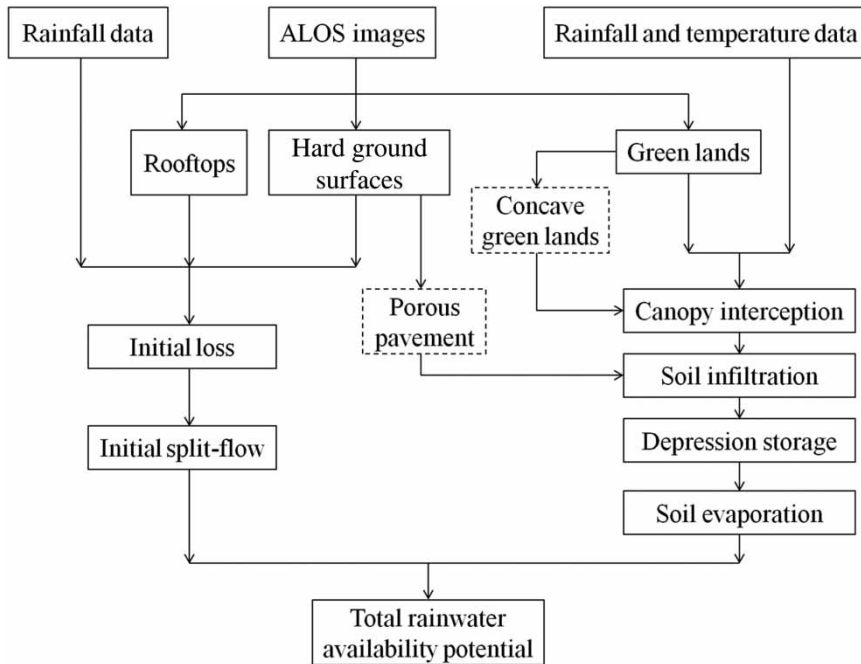 Rainfall data
ALOS images
Rainfall and temperature data
Rooftops
Hard ground
surfaces
Green lands
Concave
green lands
Porous
pavement
Canopy interception
Initial loss
Soil infiltration
Initial split-flow
Depression storage
Soil evaporation
Total rainwater
availability potential